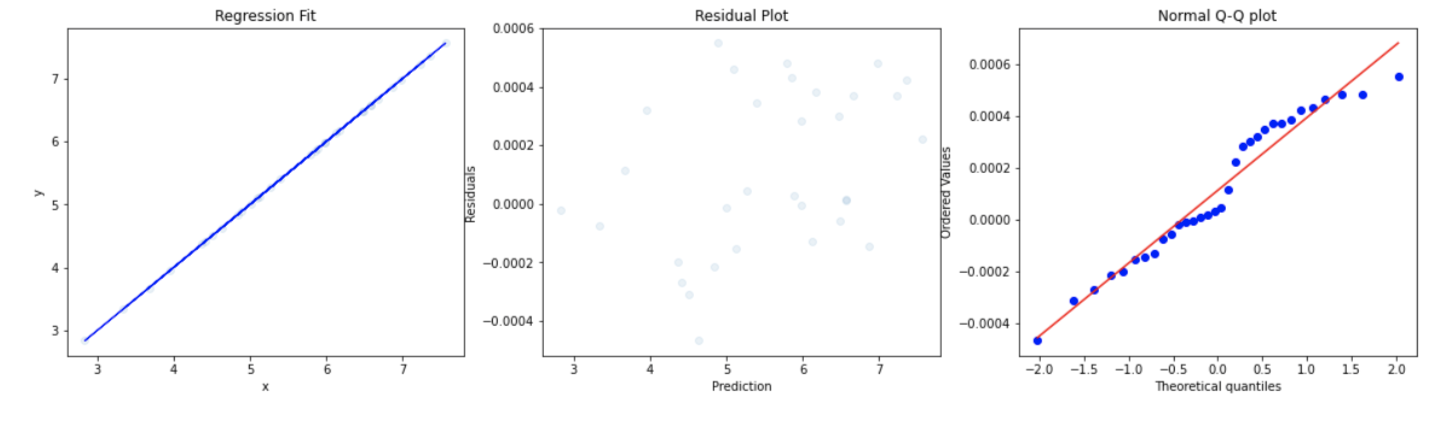 Regression Fit
y
7
6
5
4
3
3 4 5 6 7
x
Residual Plot
Residuals
0.0006
0.0004
0.0002
0.0000
−0.0002
−0.0004
3 4 5 6 7
Prediction
Normal Q-Q plot
Ordered Values
0.0006
0.0004
0.0002
0.0000
−0.0002
−0.0004
−2.0 −1.5 −1.0 −0.5 0.0 0.5 1.0 1.5 2.0
Theoretical quantiles